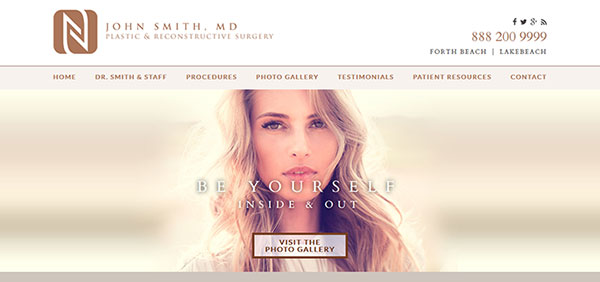 JOHN SMITH, MD
PLASTIC & RECONSTRUCTIVE SURGERY
888 200 9999
FORTH BEACH | LAKEBEACH
HOME DR. SMITH & STAFF PROCEDURES PHOTO GALLERY TESTIMONIALS PATIENT RESOURCES CONTACT
BE YOURSELF
INSIDE & OUT
VISIT THE
PHOTO GALLERY